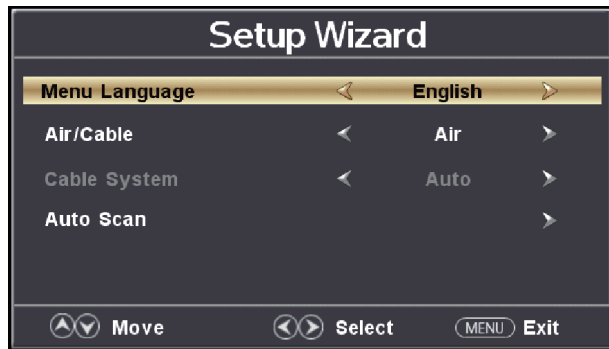 Setup Wizard
Menu Language English
Air/Cable Air
Cable System Auto
Auto Scan
Move Select MENU Exit